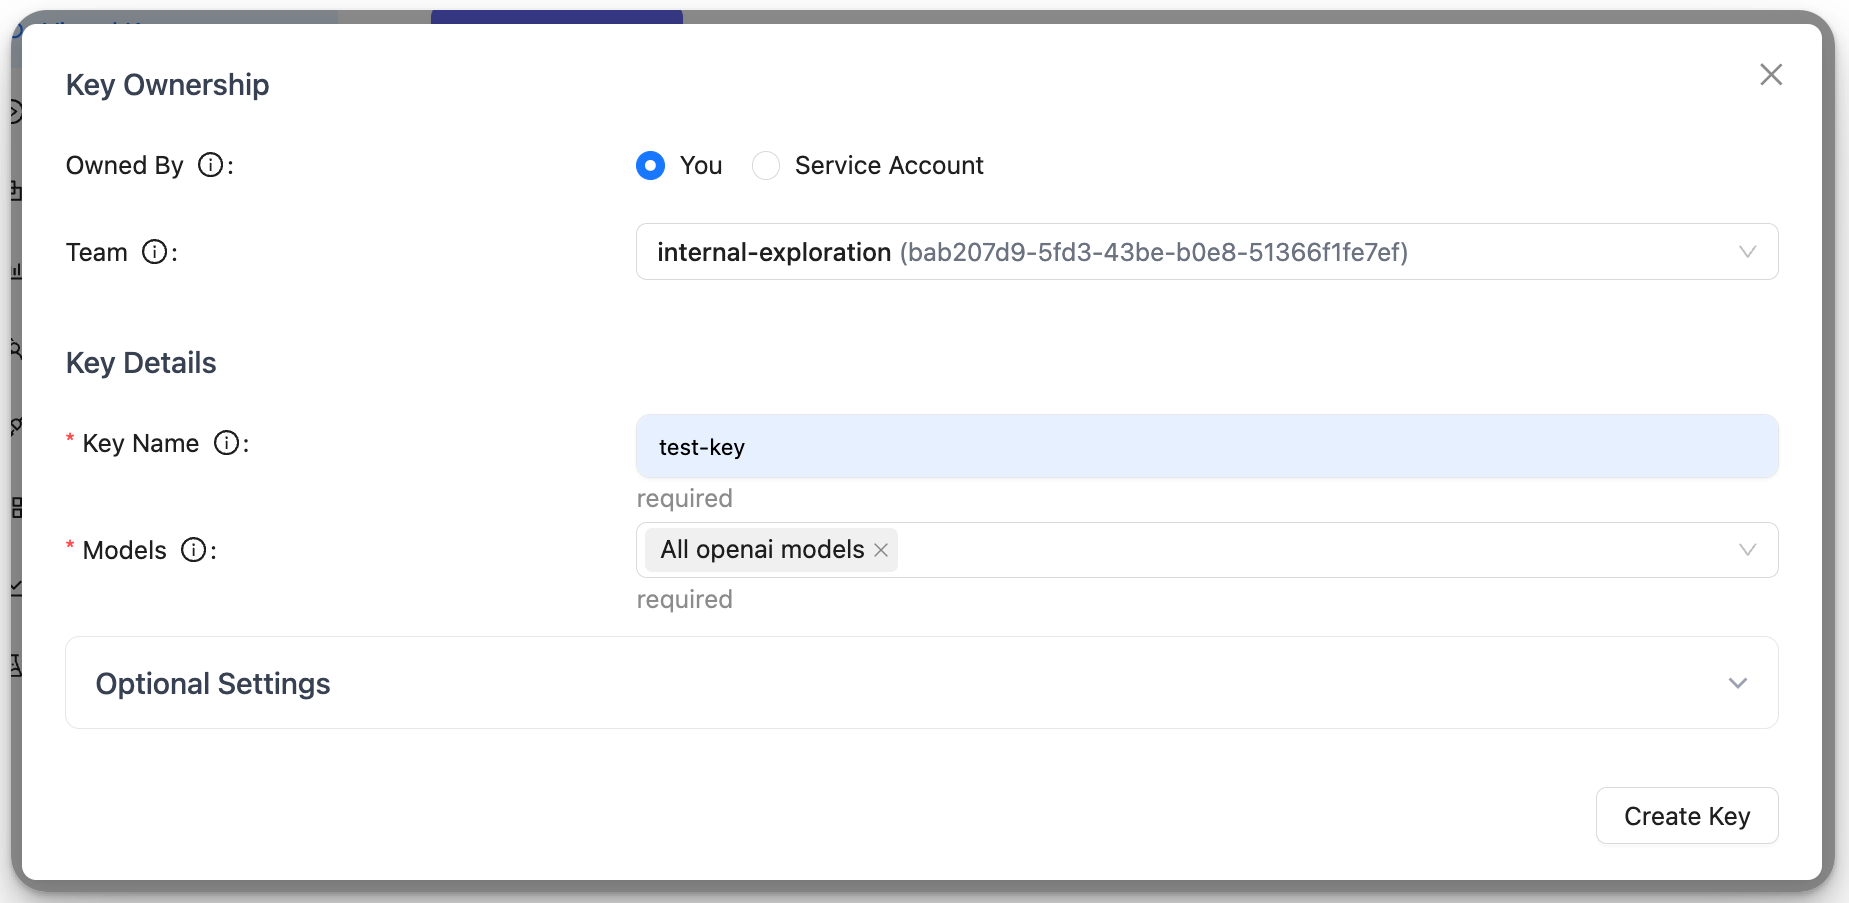 Key Ownership
Owned By :
You
Service Account
Team :
internal-exploration (bab207d9-5fd3-43be-b0e8-51366f1fe7ef)
Key Details
* Key Name :
test-key
required
* Models :
All openai models
required
Optional Settings
Create Key